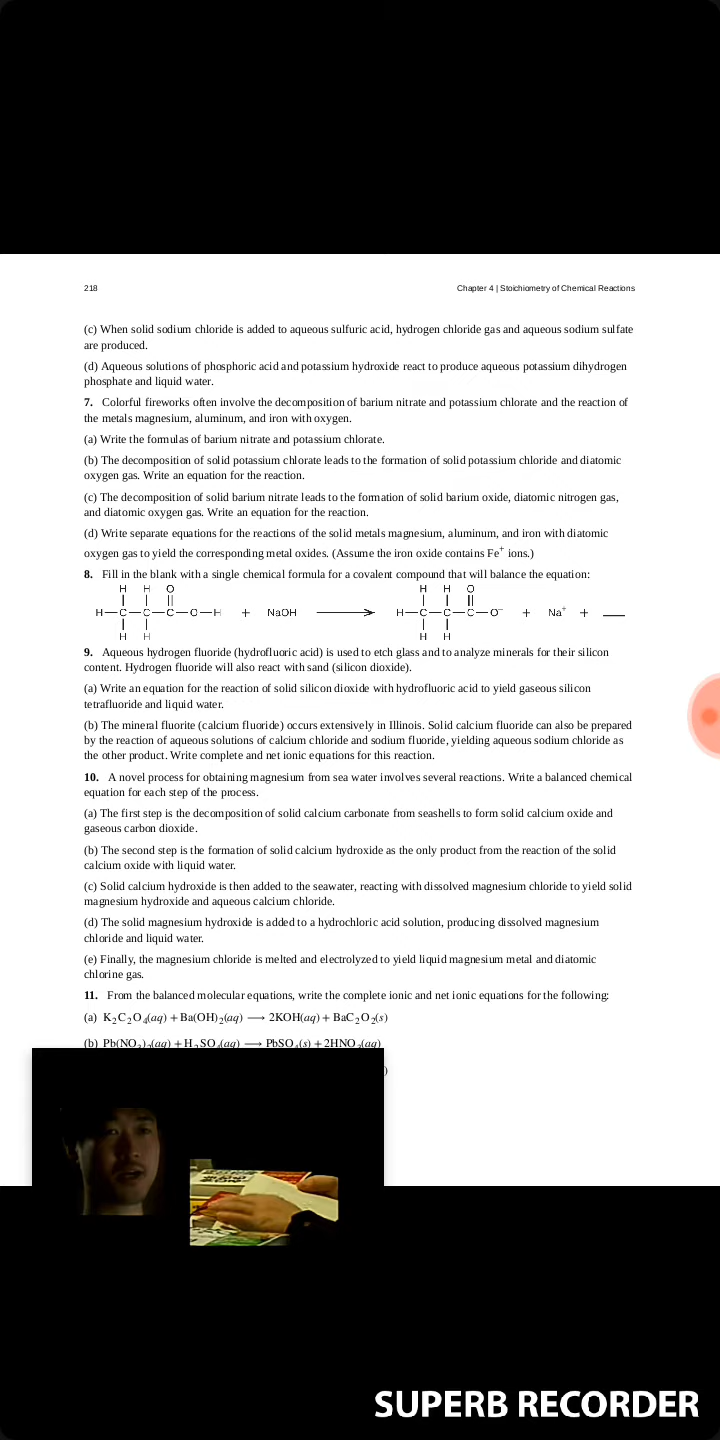 218 Chapter 4 | Stoichiometry of Chemical Reactions
(c) When solid sodium chloride is added to aqueous sulfuric acid, hydrogen chloride gas and aqueous sodium sulfate
are produced.
(d) Aqueous solutions of phosphoric acid and potassium hydroxide react to produce aqueous potassium dihydrogen
phosphate and liquid water.
7. Colorful fireworks often involve the decomposition of barium nitrate and potassium chlorate and the reaction of
the metals magnesium, aluminum, and iron with oxygen.
(a) Write the formulas of barium nitrate and potassium chlorate.
(b) The decomposition of solid potassium chlorate leads to the formation of solid potassium chloride and diatomic
oxygen gas. Write an equation for the reaction.
(c) The decomposition of solid barium nitrate leads to the formation of solid barium oxide, diatomic nitrogen gas,
and diatomic oxygen gas. Write an equation for the reaction.
(d) Write separate equations for the reactions of the solid metals magnesium, aluminum, and iron with diatomic
oxygen gas to yield the corresponding metal oxides. (Assume the iron oxide contains Fe⁺ ions.)
8. Fill in the blank with a single chemical formula for a covalent compound that will balance the equation:
H H O H H O
H—C—C—C—O—H + NaOH ⟶ H—C—C—C—O⁻ + Na⁺ + __
H H H H
9. Aqueous hydrogen fluoride (hydrofluoric acid) is used to etch glass and to analyze minerals for their silicon
content. Hydrogen fluoride will also react with sand (silicon dioxide).
(a) Write an equation for the reaction of solid silicon dioxide with hydrofluoric acid to yield gaseous silicon
tetrafluoride and liquid water.
(b) The mineral fluorite (calcium fluoride) occurs extensively in Illinois. Solid calcium fluoride can also be prepared
by the reaction of aqueous solutions of calcium chloride and sodium fluoride, yielding aqueous sodium chloride as
the other product. Write complete and net ionic equations for this reaction.
10. A novel process for obtaining magnesium from sea water involves several reactions. Write a balanced chemical
equation for each step of the process.
(a) The first step is the decomposition of solid calcium carbonate from seashells to form solid calcium oxide and
gaseous carbon dioxide.
(b) The second step is the formation of solid calcium hydroxide as the only product from the reaction of the solid
calcium oxide with liquid water.
(c) Solid calcium hydroxide is then added to the seawater, reacting with dissolved magnesium chloride to yield solid
magnesium hydroxide and aqueous calcium chloride.
(d) The solid magnesium hydroxide is added to a hydrochloric acid solution, producing dissolved magnesium
chloride and liquid water.
(e) Finally, the magnesium chloride is melted and electrolyzed to yield liquid magnesium metal and diatomic
chlorine gas.
11. From the balanced molecular equations, write the complete ionic and net ionic equations for the following:
(a) K₂C₂O₄(aq) + Ba(OH)₂(aq) ⟶ 2KOH(aq) + BaC₂O₂(s)
(b) Pb(NO₃)₂(aq) + H₂SO₄(aq) ⟶ PbSO₄(s) + 2HNO₃(aq)
)
SUPERB RECORDER